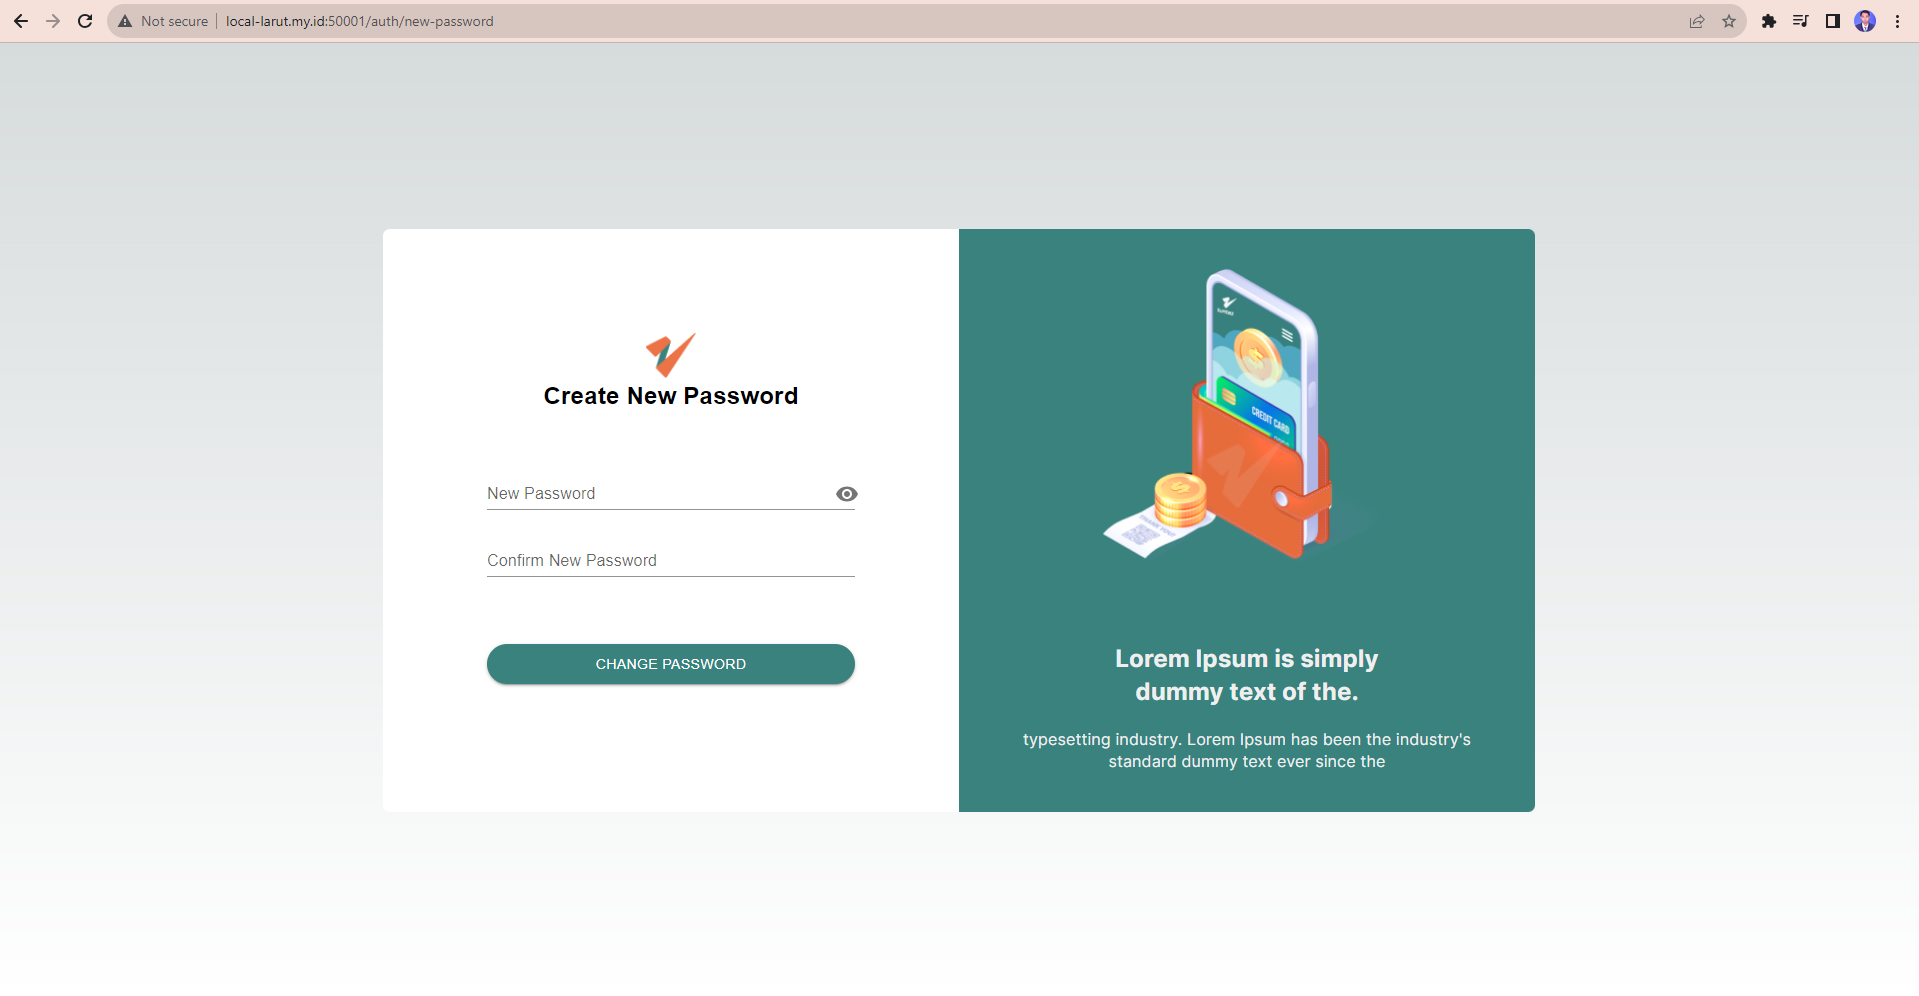 Not secure
local-larut.my.id:50001/auth/new-password
Create New Password
New Password
Confirm New Password
CHANGE PASSWORD
CREDIT CARD
THANK YOU!
Lorem Ipsum is simply
dummy text of the.
typesetting industry. Lorem Ipsum has been the industry's
standard dummy text ever since the